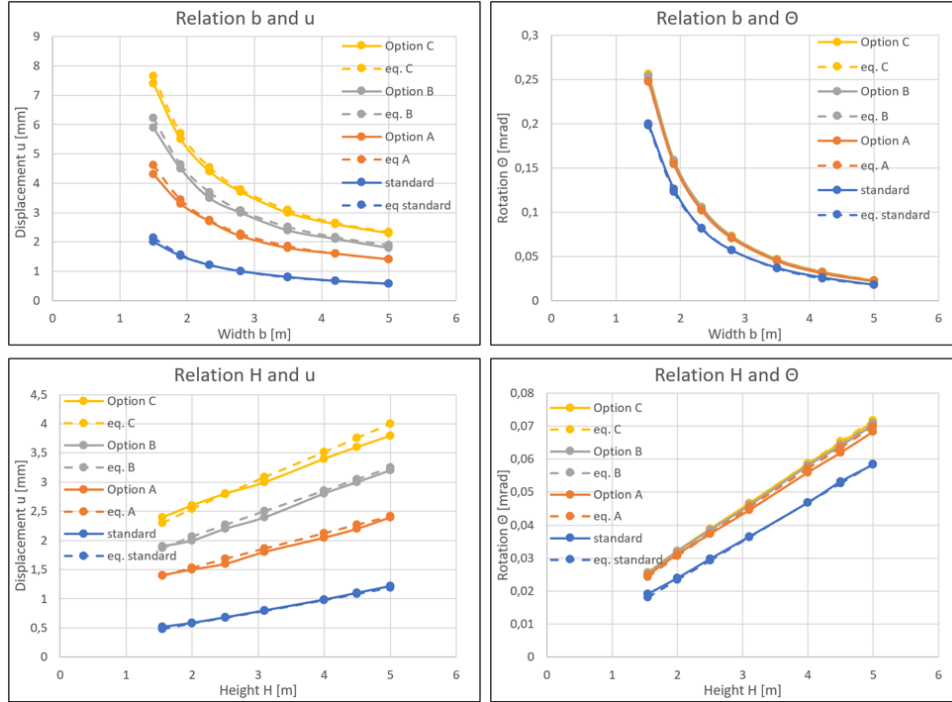 Relation b and u
9
8
7
6
5
4
3
2
1
0
Displacement u [mm]
Option C
eq. C
Option B
eq. B
Option A
eq A
standard
eq standard
0 1 2 3 4 5 6
Width b [m]
Relation b and Θ
0,3
0,25
0,2
0,15
0,1
0,05
0
Rotation Θ [mrad]
Option C
eq. C
Option B
eq. B
Option A
eq. A
standard
eq. standard
0 1 2 3 4 5 6
Width b [m]
Relation H and u
4,5
4
3,5
3
2,5
2
1,5
1
0,5
0
Displacement u [mm]
Option C
eq. C
Option B
eq. B
Option A
eq. A
standard
eq. standard
0 1 2 3 4 5 6
Height H [m]
Relation H and Θ
0,08
0,07
0,06
0,05
0,04
0,03
0,02
0,01
0
Rotation Θ [mrad]
Option C
eq. C
Option B
eq. B
Option A
eq. A
standard
eq. standard
0 1 2 3 4 5 6
Height H [m]